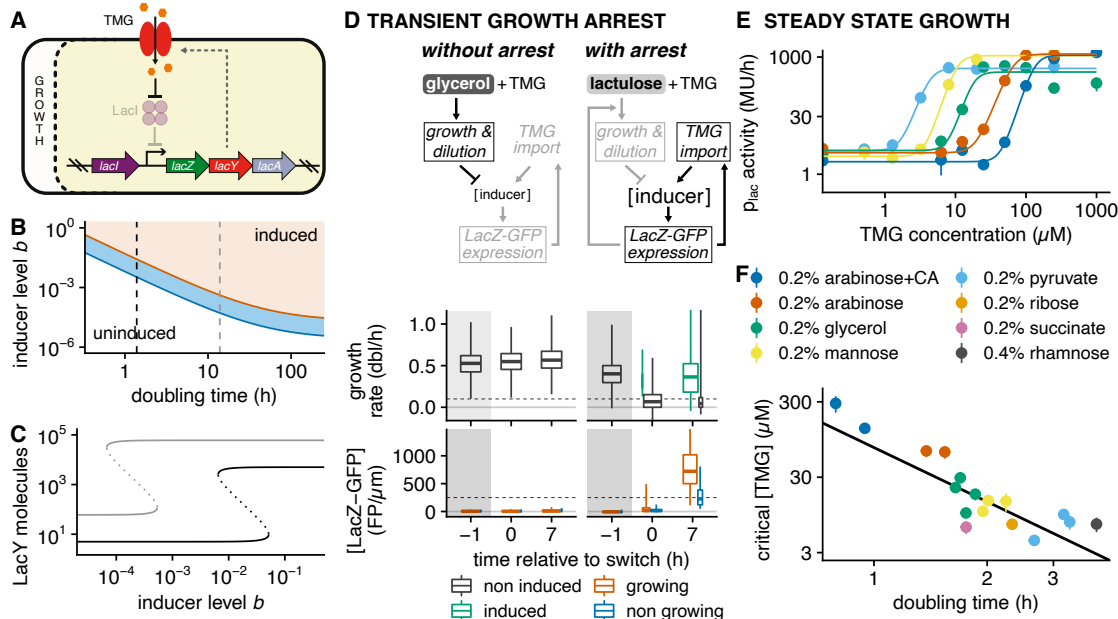 A
TMG
GROWTH
LacI
lacI
lacZ
lacY
lacA
B
inducer level b
10^0
10^−3
10^−6
induced
uninduced
1
10
100
doubling time (h)
C
LacY molecules
10^5
10^3
10^1
10^−4
10^−3
10^−2
10^−1
inducer level b
D TRANSIENT GROWTH ARREST
without arrest
with arrest
glycerol + TMG
lactulose + TMG
growth & dilution
TMG import
[inducer]
LacZ-GFP expression
growth & dilution
TMG import
[inducer]
LacZ-GFP expression
growth rate (dbl/h)
1.0
0.5
0.0
[LacZ−GFP] (FP/µm)
1000
500
0
−1
0
7
−1
0
7
time relative to switch (h)
non induced
growing
induced
non growing
E STEADY STATE GROWTH
p_lac activity (MU/h)
1000
30
1
1
10
100
1000
TMG concentration (µM)
F
0.2% arabinose+CA
0.2% pyruvate
0.2% arabinose
0.2% ribose
0.2% glycerol
0.2% succinate
0.2% mannose
0.4% rhamnose
critical [TMG] (µM)
300
30
3
1
2
3
doubling time (h)